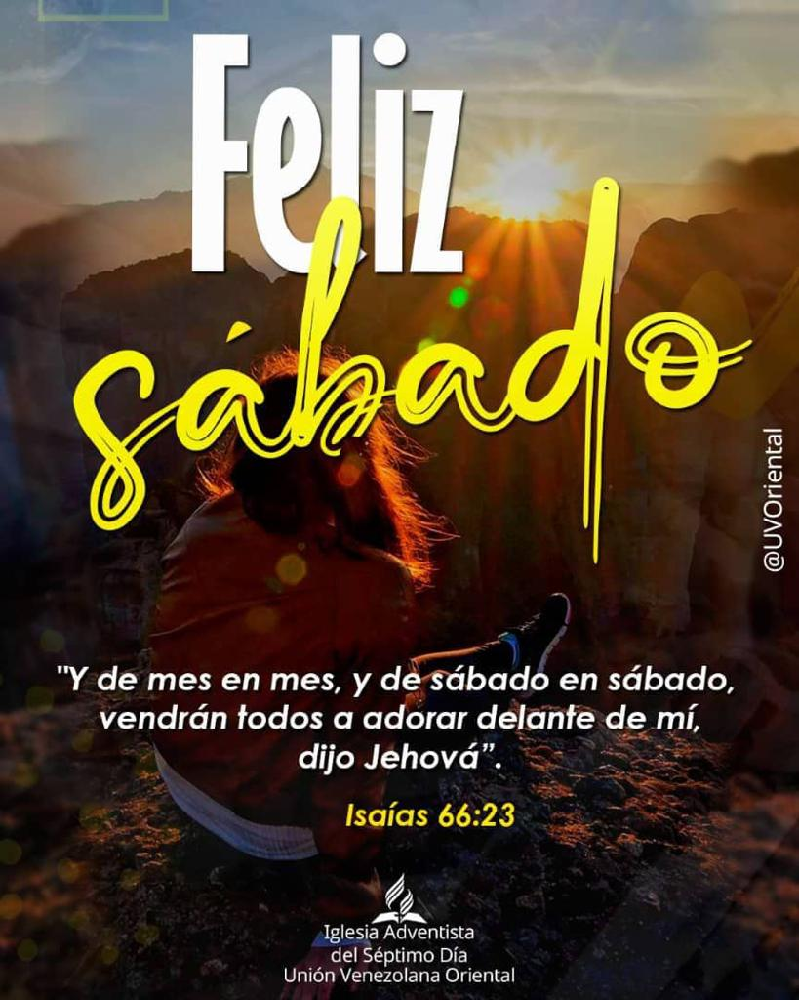 Feliz
sábado
@UVOriental
"Y de mes en mes, y de sábado en sábado,
vendrán todos a adorar delante de mí,
dijo Jehová”.
Isaías 66:23
Iglesia Adventista
del Séptimo Día
Unión Venezolana Oriental